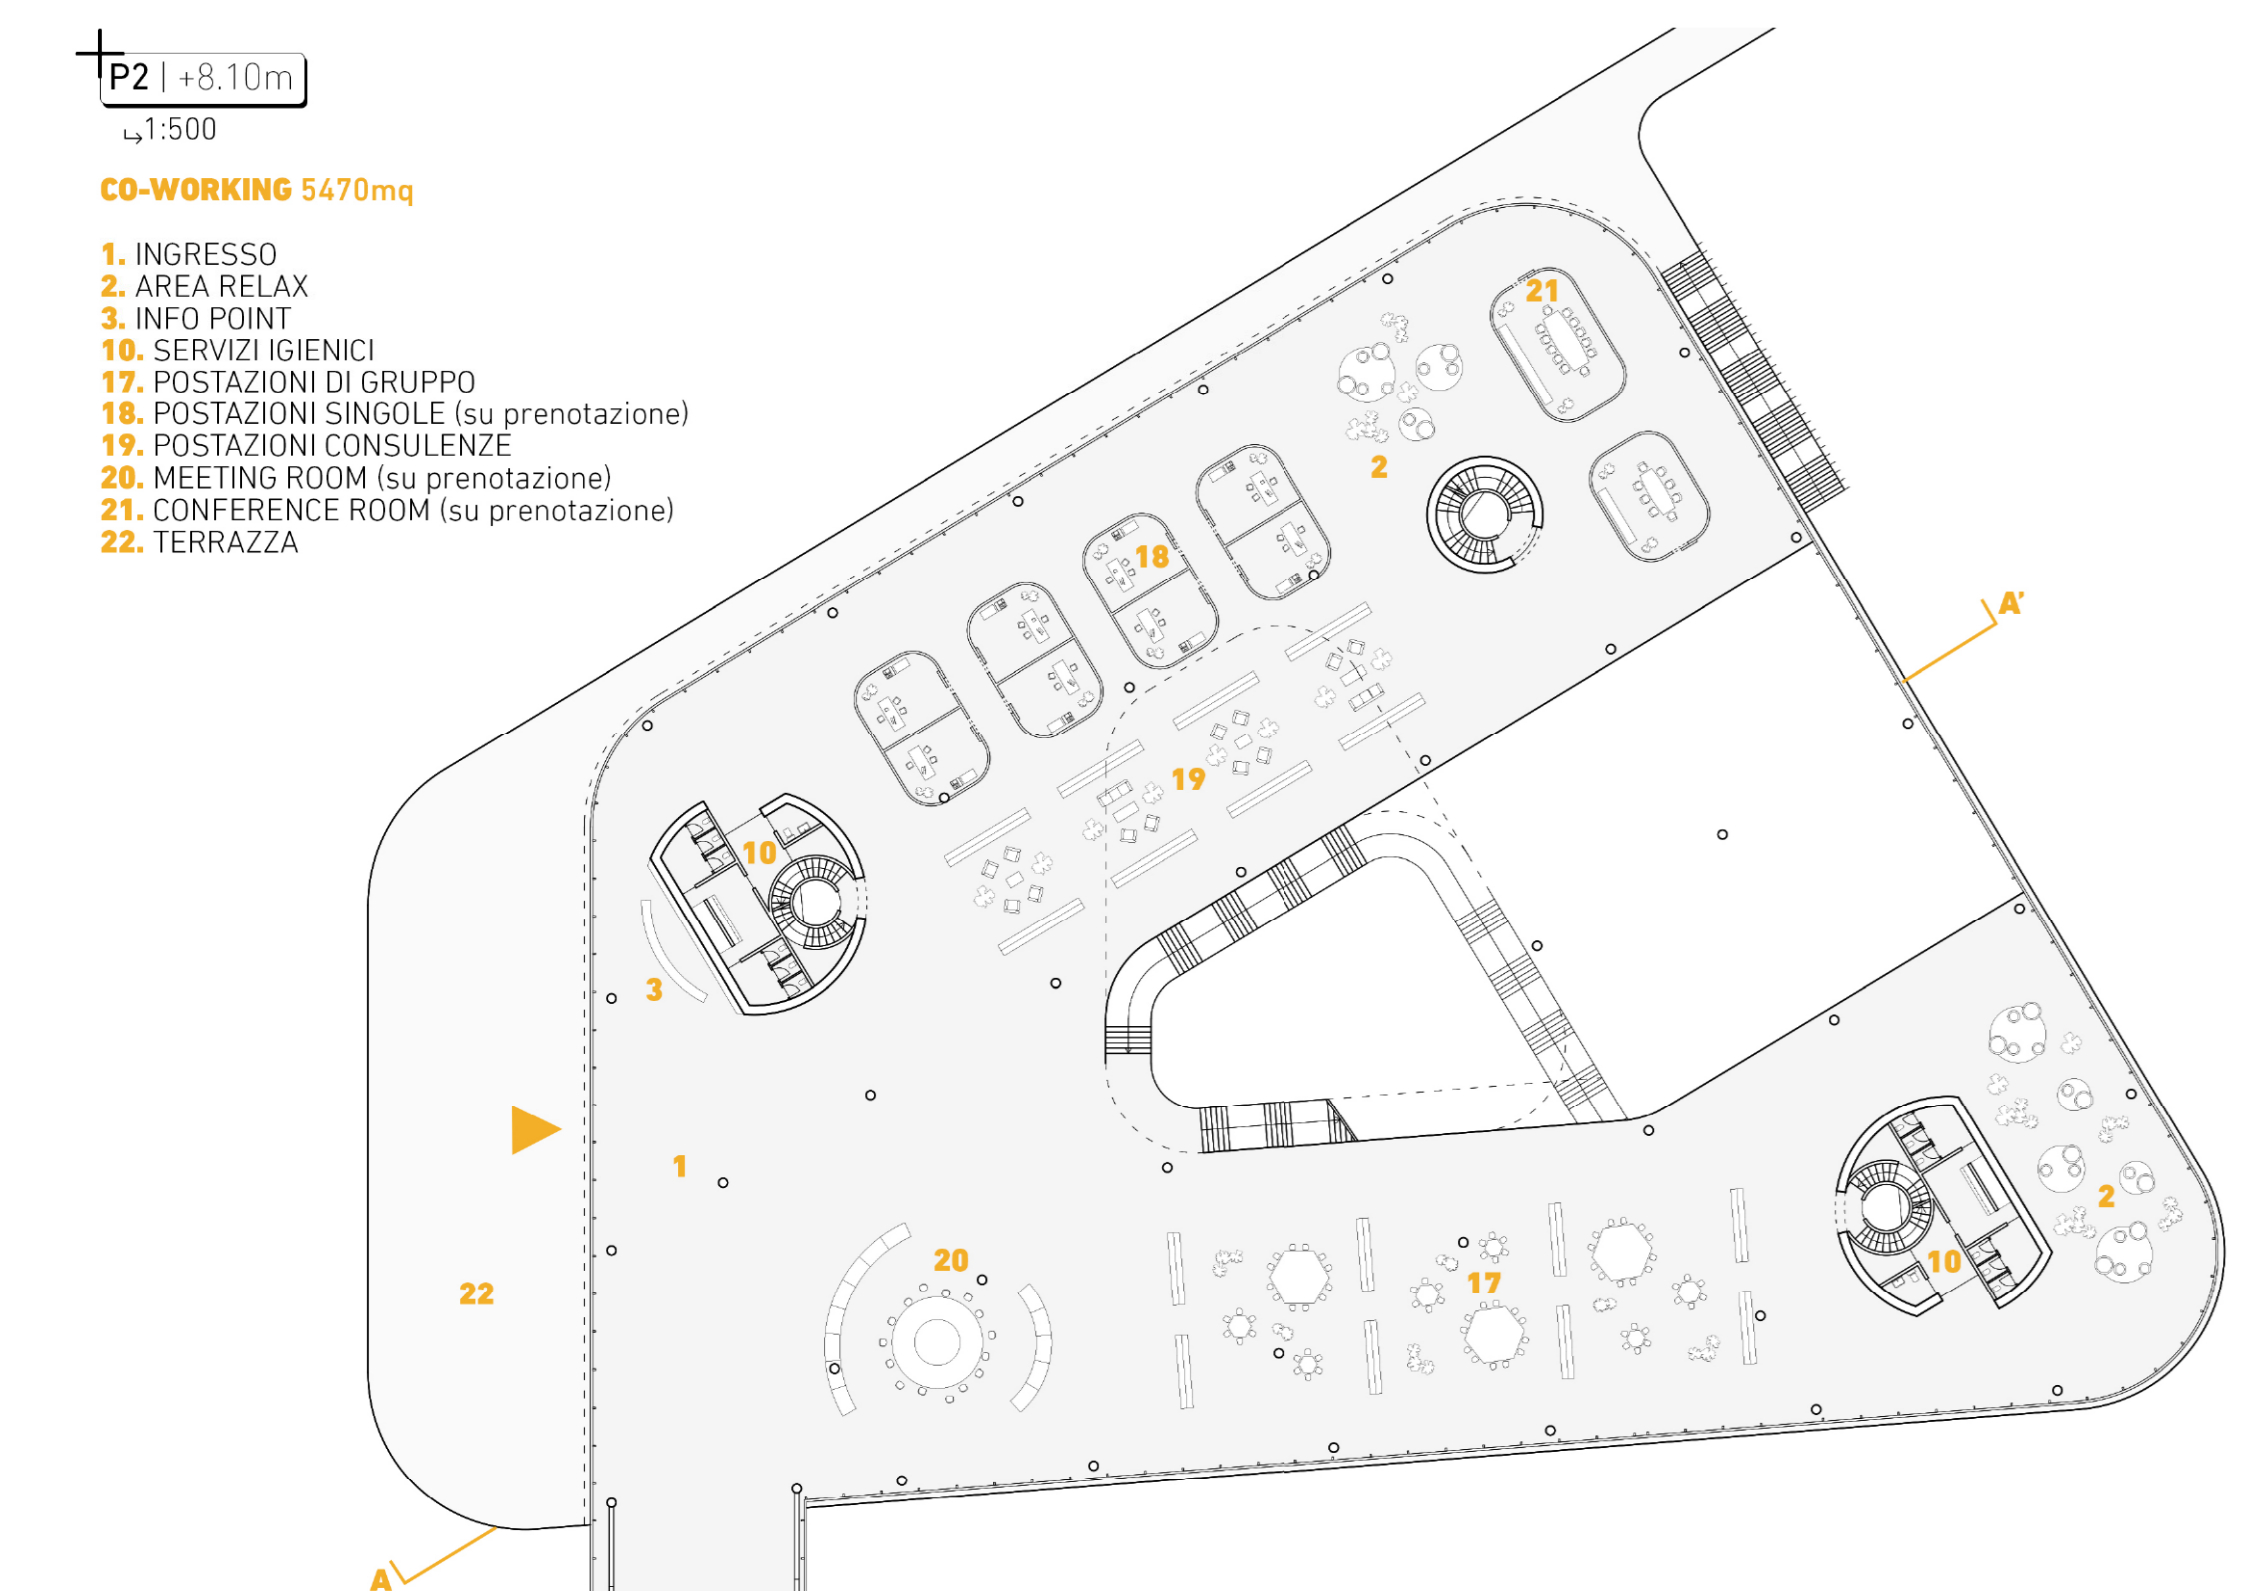 P2 | +8.10m
↳1:500
CO-WORKING 5470mq
1. INGRESSO
2. AREA RELAX
3. INFO POINT
10. SERVIZI IGIENICI
17. POSTAZIONI DI GRUPPO
18. POSTAZIONI SINGOLE (su prenotazione)
19. POSTAZIONI CONSULENZE
20. MEETING ROOM (su prenotazione)
21. CONFERENCE ROOM (su prenotazione)
22. TERRAZZA
21
2
18
A'
19
10
3
1
2
20
10
17
22
A